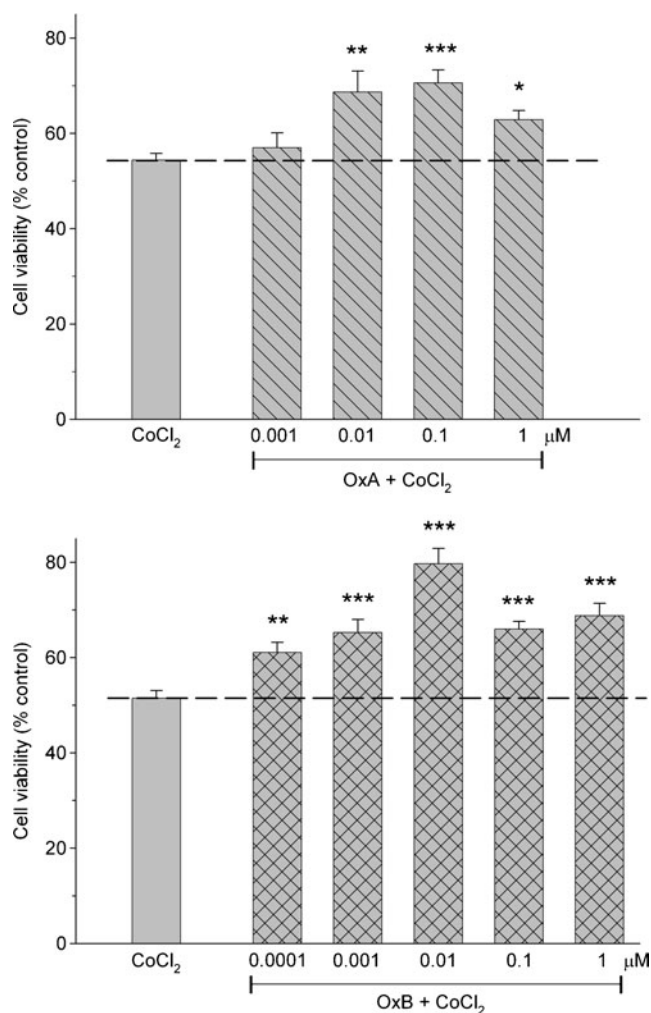 Cell viability (% control)
80
60
40
20
0
**
***
*
CoCl₂
0.001 0.01 0.1 1 μM
OxA + CoCl₂
Cell viability (% control)
80
60
40
20
0
**
***
***
***
***
CoCl₂
0.0001 0.001 0.01 0.1 1 μM
OxB + CoCl₂